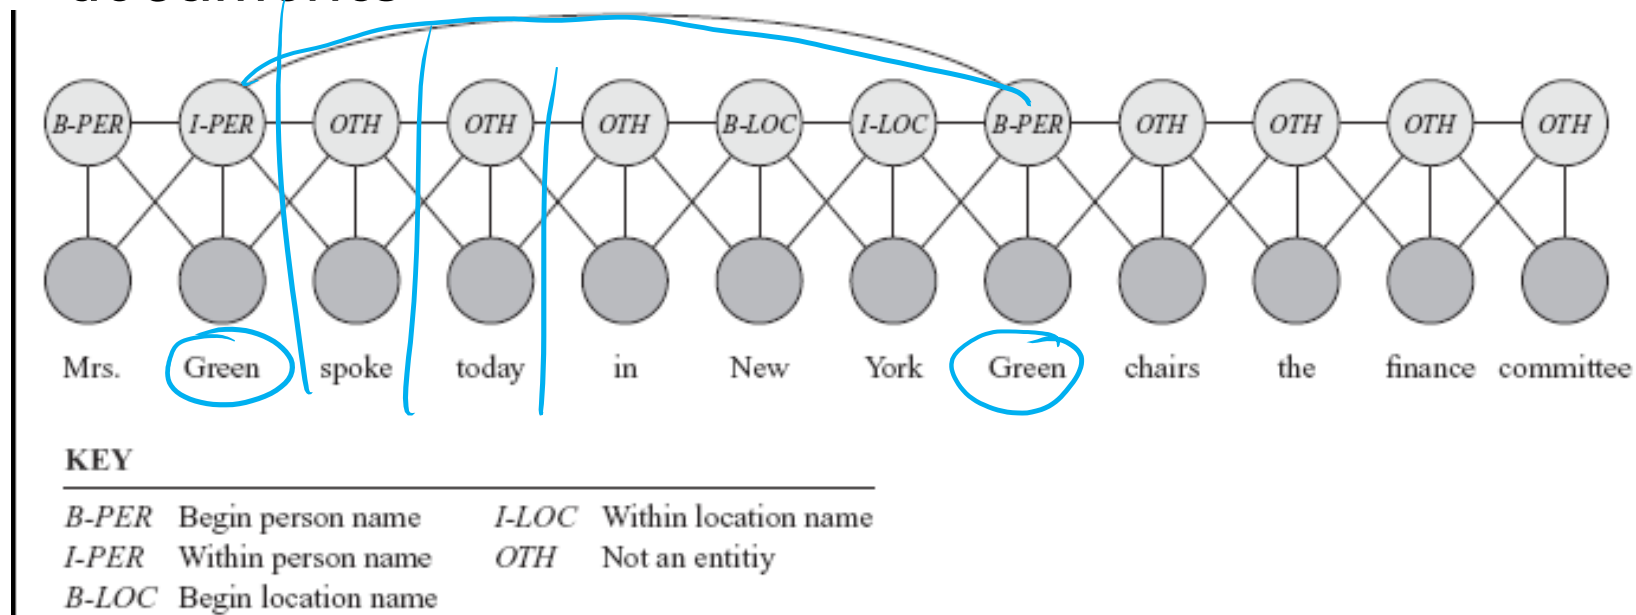 B-PER I-PER OTH OTH OTH B-LOC I-LOC B-PER OTH OTH OTH OTH
Mrs. Green spoke today in New York Green chairs the finance committee
KEY
B-PER Begin person name I-LOC Within location name
I-PER Within person name OTH Not an entitiy
B-LOC Begin location name